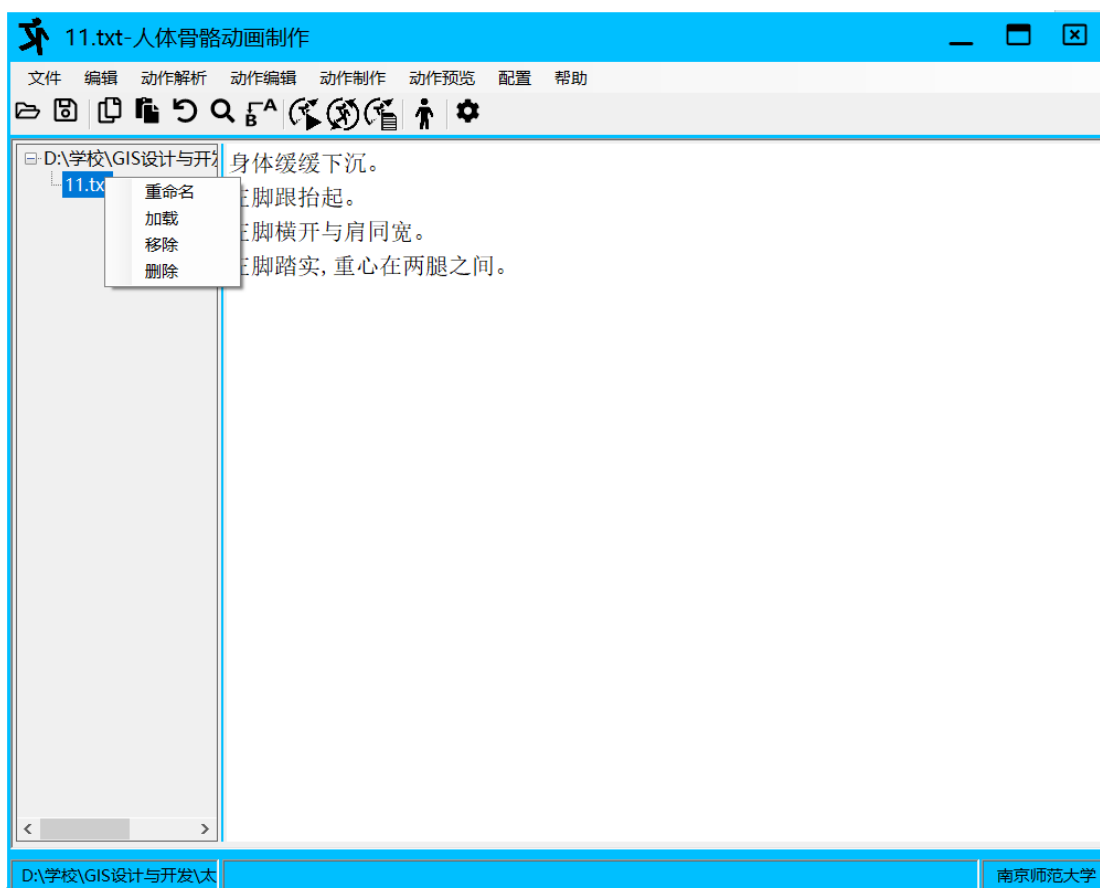 11.txt-人体骨骼动画制作
文件 编辑 动作解析 动作编辑 动作制作 动作预览 配置 帮助
D:\学校\GIS设计与开发
11.tx
重命名
加载
移除
删除
身体缓缓下沉。
脚跟抬起。
脚横开与肩同宽。
脚踏实,重心在两腿之间。
D:\学校\GIS设计与开发\太
南京师范大学